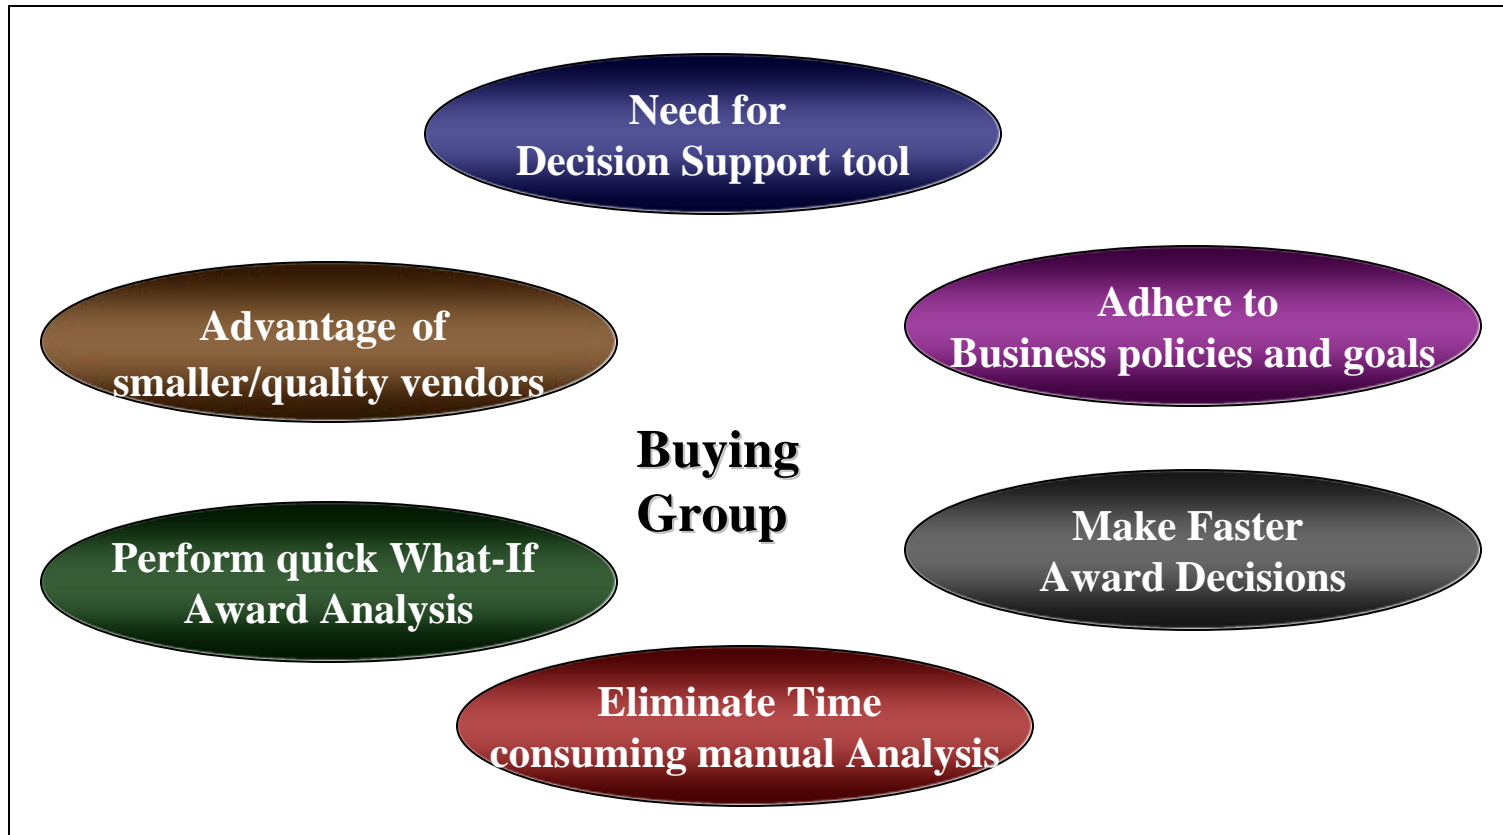 Need for
Decision Support tool
Advantage of
smaller/quality vendors
Adhere to
Business policies and goals
Buying
Group
Perform quick What-If
Award Analysis
Make Faster
Award Decisions
Eliminate Time
consuming manual Analysis